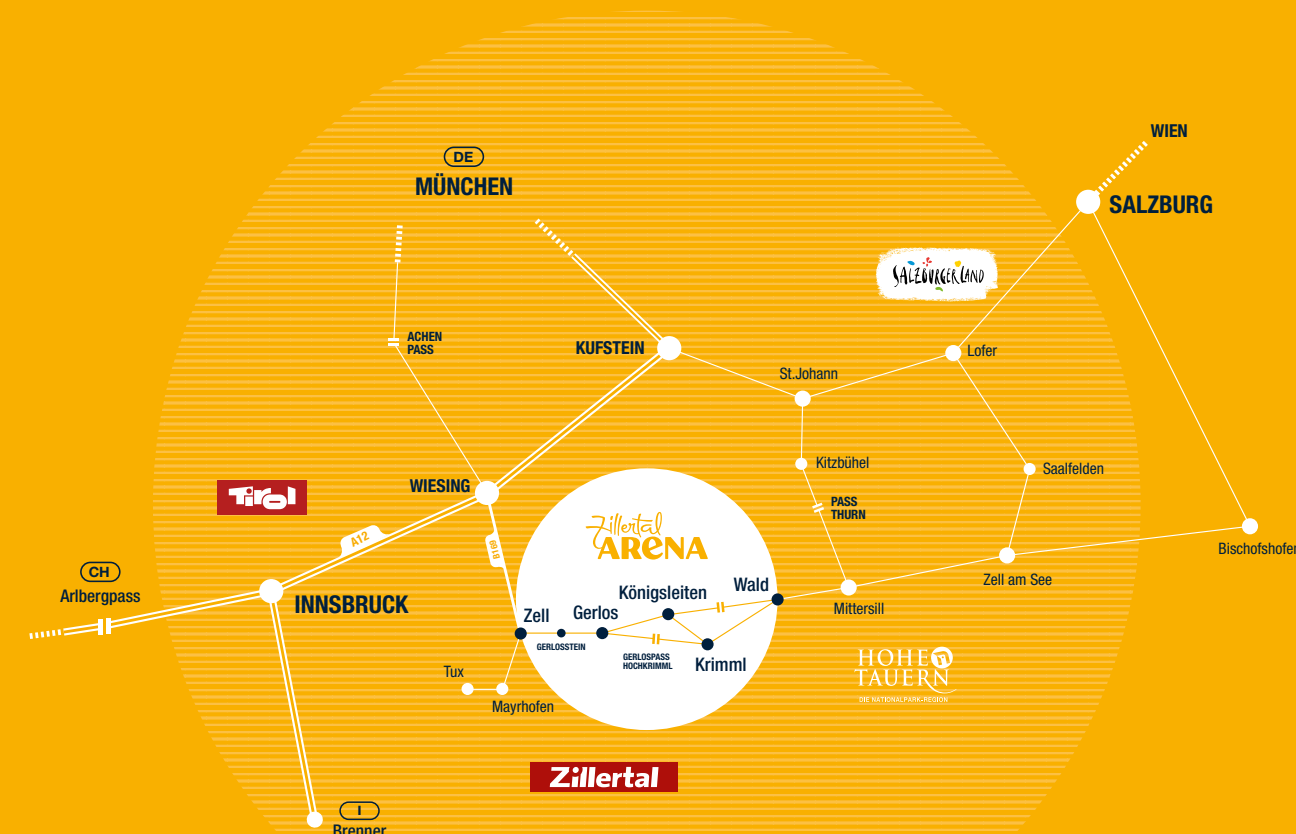 WIEN
DE
MÜNCHEN
SALZBURG
SALZBURGERLAND
ACHEN
PASS
KUFSTEIN
Lofer
St.Johann
Kitzbühel
Saalfelden
WIESING
Tirol
PASS
THURN
Zillertal
ARENA
A12
B169
Bischofshofen
CH
Arlbergpass
INNSBRUCK
Zell am See
Königsleiten
Wald
Mittersill
Zell
Gerlos
GERLOSSTEIN
GERLOSPASS
HOCHKRIMML
Krimml
HOHE
TAUERN
DIE NATIONALPARK-REGION
Tux
Mayrhofen
Zillertal
I
Brenner